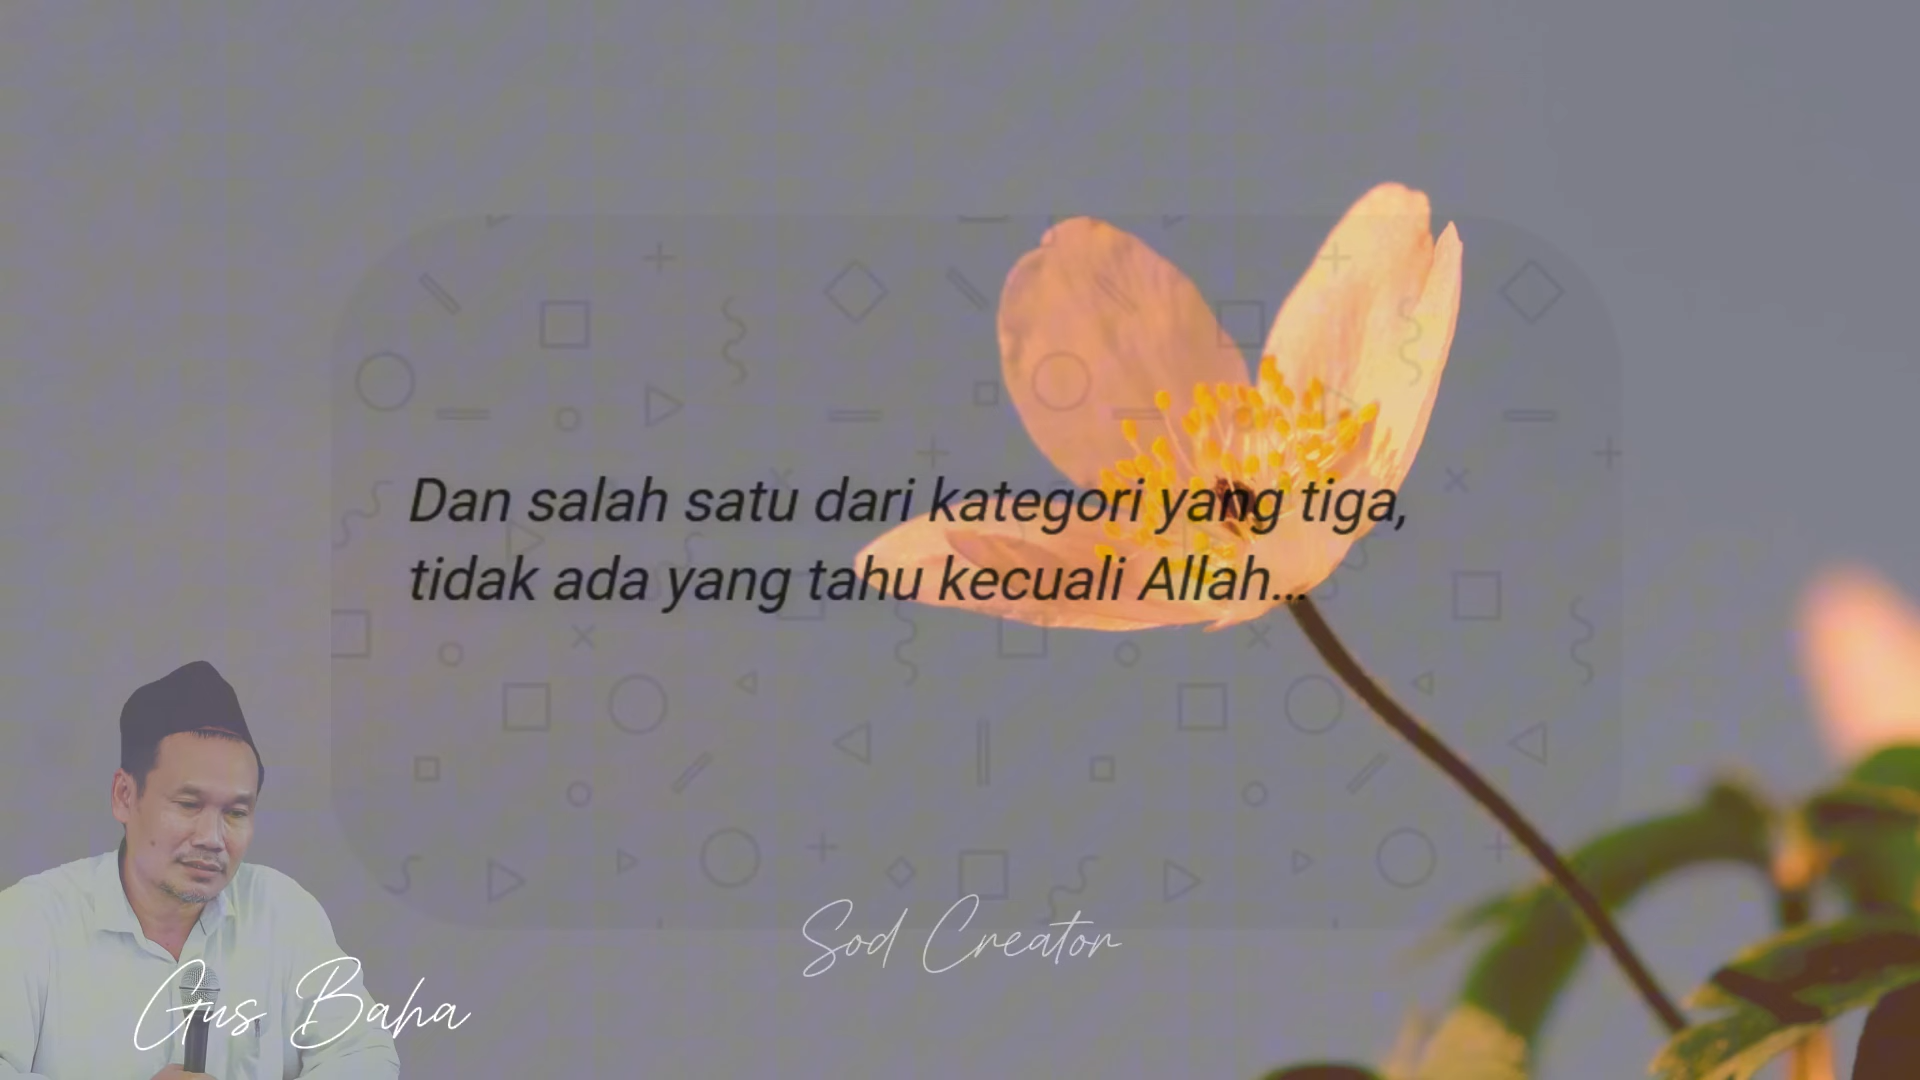 Dan salah satu dari kategori yang tiga,
tidak ada yang tahu kecuali Allah...
Sod Creator
Gus Baha